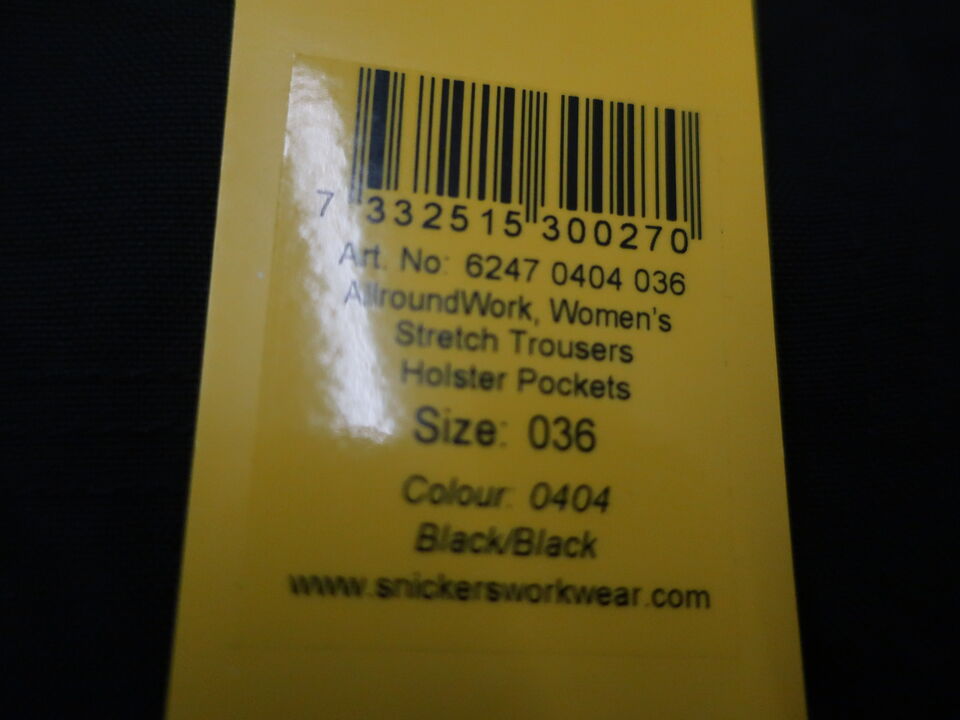 7 332515 300270
Art. No: 6247 0404 036
AllroundWork, Women's
Stretch Trousers
Holster Pockets
Size: 036
Colour: 0404
Black/Black
www.snickersworkwear.com